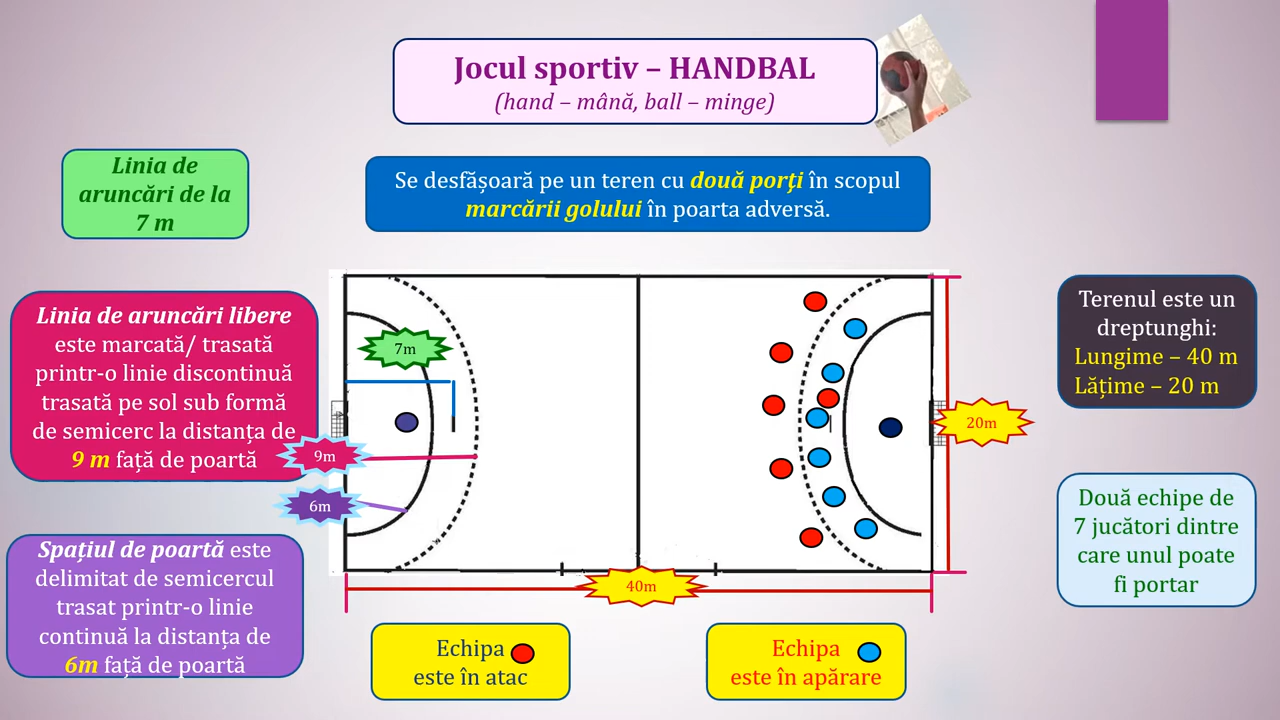 Jocul sportiv – HANDBAL
(hand – mână, ball – minge)
Linia de
aruncări de la
7 m
Se desfășoară pe un teren cu două porți în scopul
marcării golului în poarta adversă.
Linia de aruncări libere
este marcată/ trasată
printr-o linie discontinuă
trasată pe sol sub formă
de semicerc la distanța de
9 m față de poartă
7m
9m
6m
20m
40m
Terenul este un
dreptunghi:
Lungime – 40 m
Lățime – 20 m
Două echipe de
7 jucători dintre
care unul poate
fi portar
Spațiul de poartă este
delimitat de semicercul
trasat printr-o linie
continuă la distanța de
6m față de poartă
Echipa
este în atac
Echipa
este în apărare